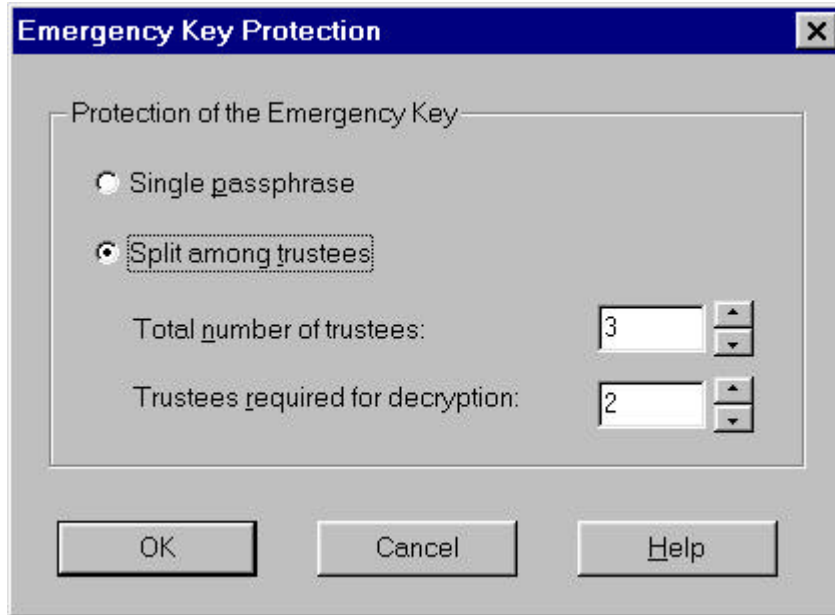 Emergency Key Protection
Protection of the Emergency Key
Single passphrase
Split among trustees
Total number of trustees: 3
Trustees required for decryption: 2
OK Cancel Help